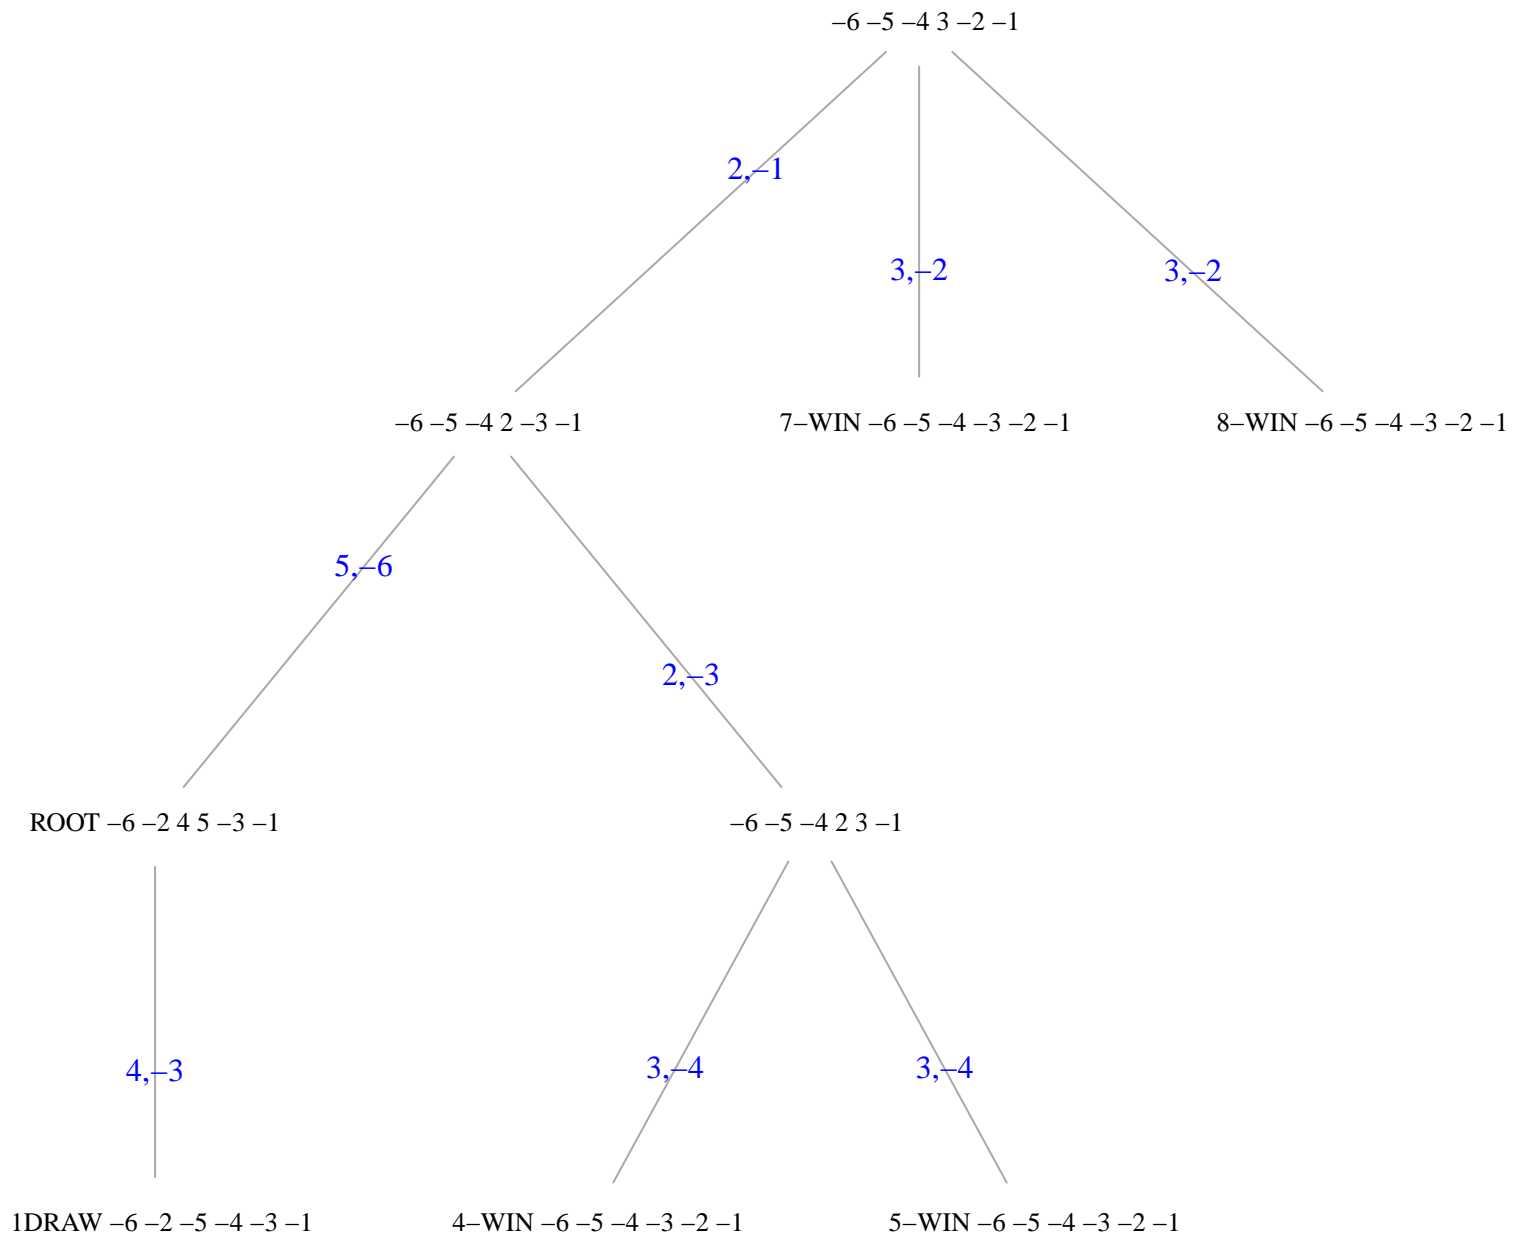 –6 –5 –4 3 –2 –1
2,–1
3,–2
3,–2
–6 –5 –4 2 –3 –1
7–WIN –6 –5 –4 –3 –2 –1
8–WIN –6 –5 –4 –3 –2 –1
5,–6
2,–3
ROOT –6 –2 4 5 –3 –1
–6 –5 –4 2 3 –1
4,–3
3,–4
3,–4
1DRAW –6 –2 –5 –4 –3 –1
4–WIN –6 –5 –4 –3 –2 –1
5–WIN –6 –5 –4 –3 –2 –1